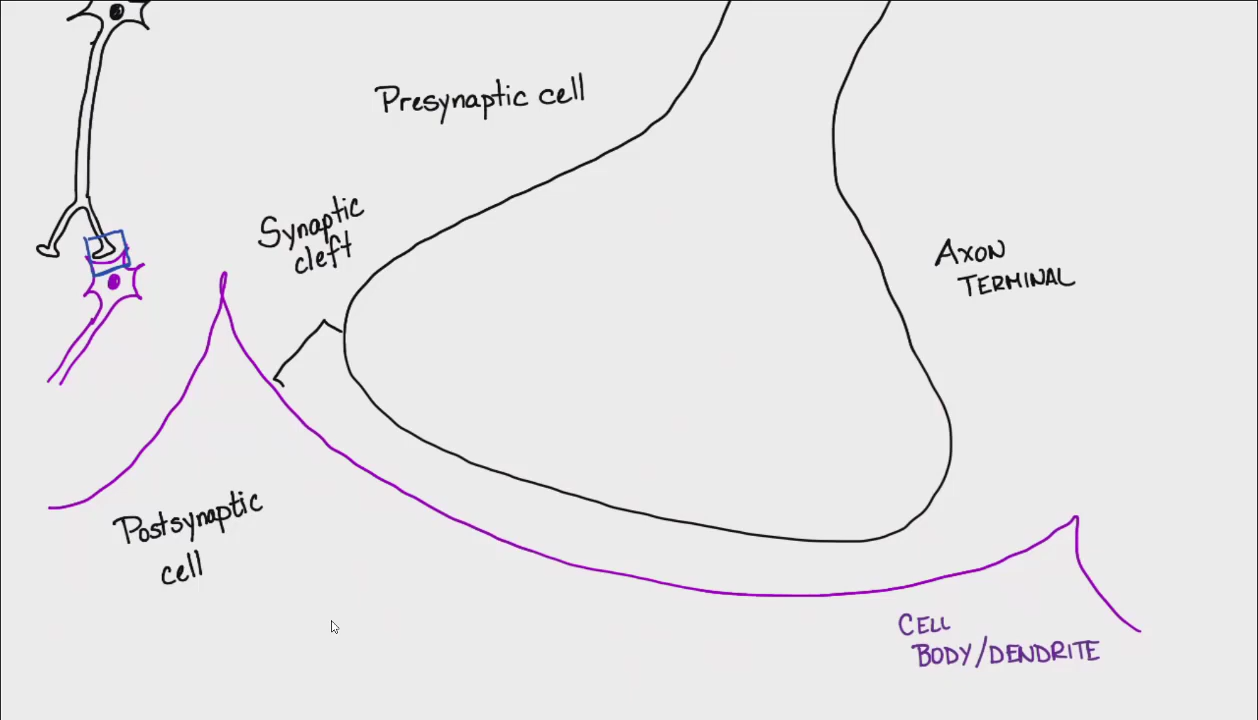 Presynaptic cell
Synaptic
cleft
AXON
TERMINAL
Postsynaptic
cell
CELL
BODY/DENDRITE